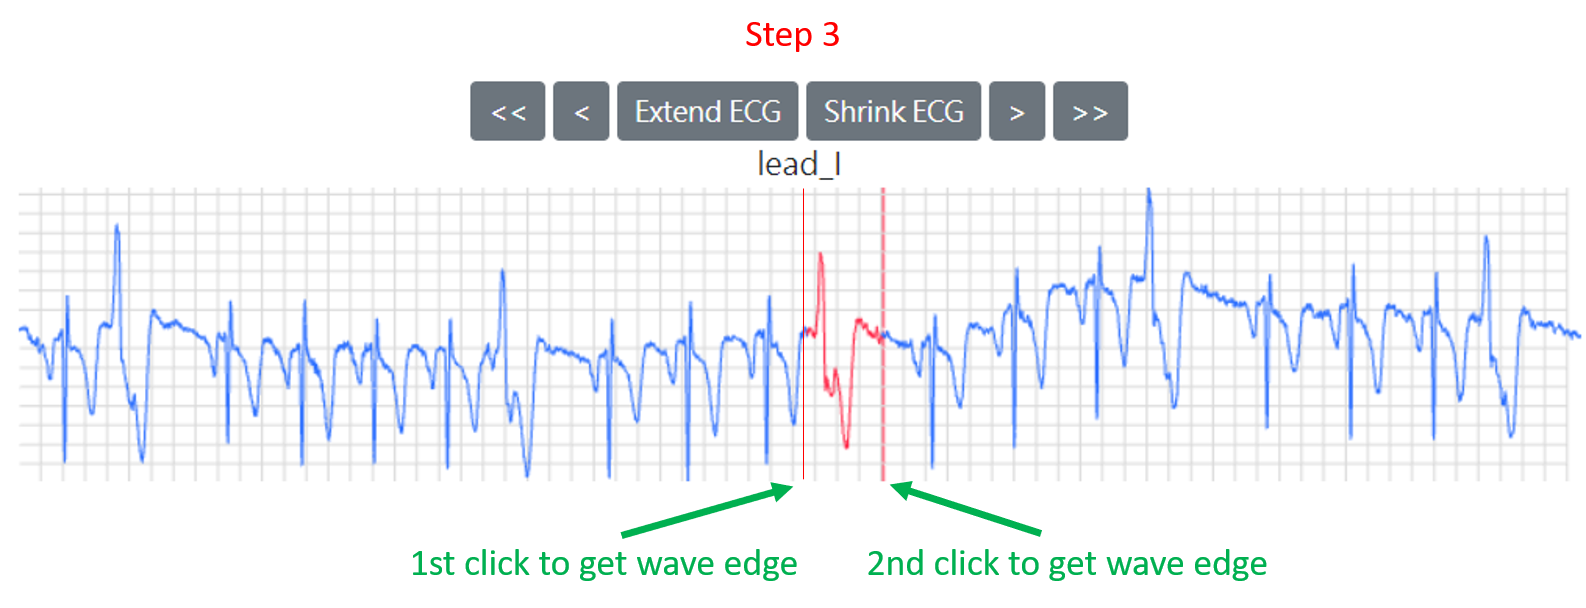 Step 3
<< < Extend ECG Shrink ECG > >>
lead_I
1st click to get wave edge 2nd click to get wave edge